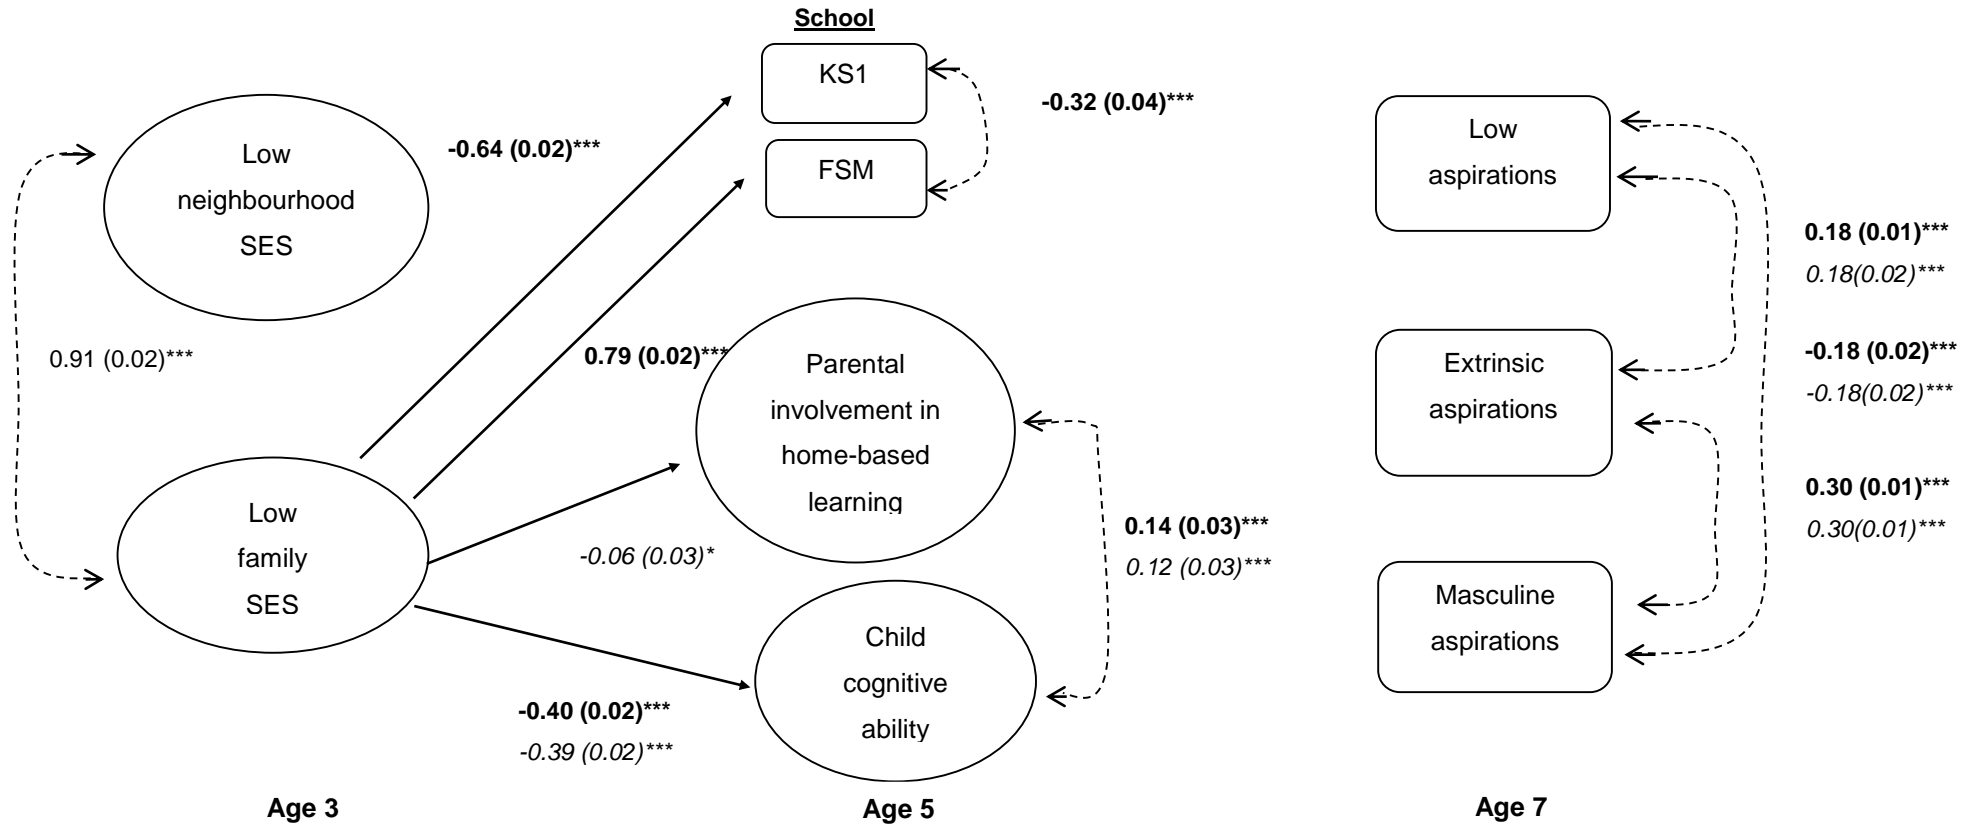 School
KS1
FSM
-0.32 (0.04)***
Low
neighbourhood
SES
-0.64 (0.02)***
0.91 (0.02)***
0.79 (0.02)***
Low
family
SES
Parental
involvement in
home-based
learning
-0.06 (0.03)*
0.14 (0.03)***
0.12 (0.03)***
Child
cognitive
ability
-0.40 (0.02)***
-0.39 (0.02)***
Low
aspirations
Extrinsic
aspirations
Masculine
aspirations
0.18 (0.01)***
0.18(0.02)***
-0.18 (0.02)***
-0.18(0.02)***
0.30 (0.01)***
0.30(0.01)***
Age 3
Age 5
Age 7